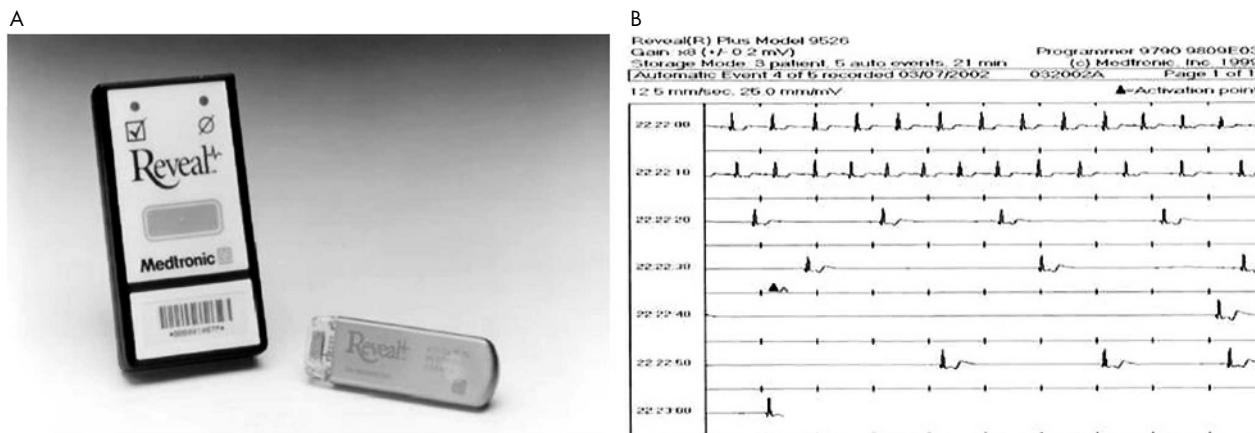 A
Reveal
Medtronic
Reveal
B
Reveal(R) Plus Model 9526
Gain: x8 (+/- 0.2 mV) Programmer 9790 9809E03
Storage Mode: 3 patient, 5 auto events, 21 min (c) Medtronic, Inc. 1999
Automatic Event 4 of 5 recorded 03/07/2002 032002A Page 1 of 1
12.5 mm/sec, 25.0 mm/mV ▲=Activation point
22:22:00
22:22:10
22:22:20
22:22:30
22:22:40
22:22:50
22:23:00